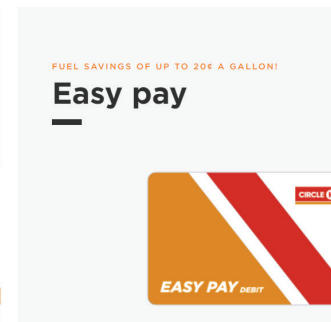 FUEL SAVINGS OF UP TO 20¢ A GALLON!
Easy pay
CIRCLE
EASY PAY DEBIT